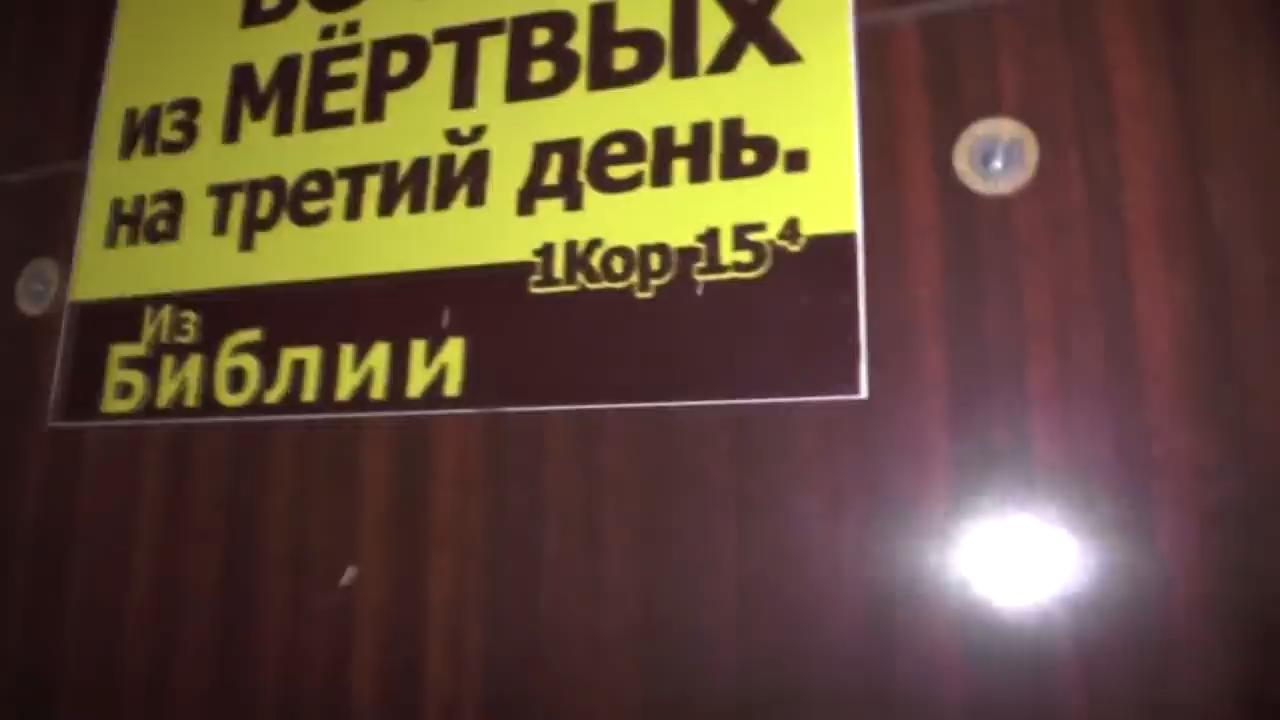 из МЁРТВЫХ
на третий день.
1Кор 15⁴
Из
Библии